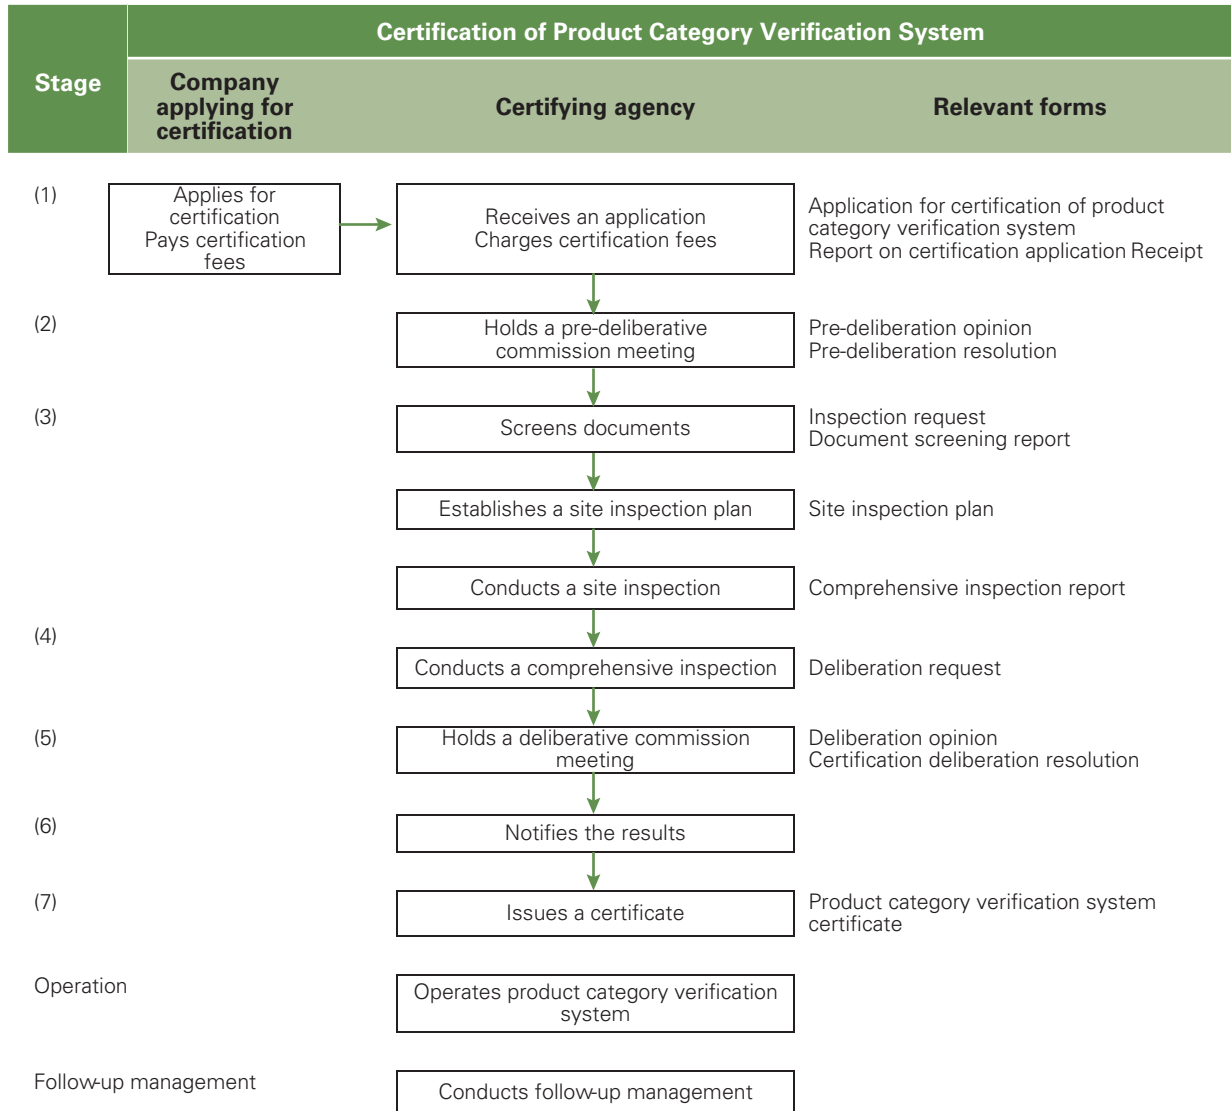 Certification of Product Category Verification System
Stage
Company
applying for
certification
Certifying agency
Relevant forms
(1)
Applies for
certification
Pays certification
fees
Receives an application
Charges certification fees
Application for certification of product
category verification system
Report on certification application Receipt
(2)
Holds a pre-deliberative
commission meeting
Pre-deliberation opinion
Pre-deliberation resolution
(3)
Screens documents
Inspection request
Document screening report
Establishes a site inspection plan
Site inspection plan
Conducts a site inspection
Comprehensive inspection report
(4)
Conducts a comprehensive inspection
Deliberation request
(5)
Holds a deliberative commission
meeting
Deliberation opinion
Certification deliberation resolution
(6)
Notifies the results
(7)
Issues a certificate
Product category verification system
certificate
Operation
Operates product category verification
system
Follow-up management
Conducts follow-up management